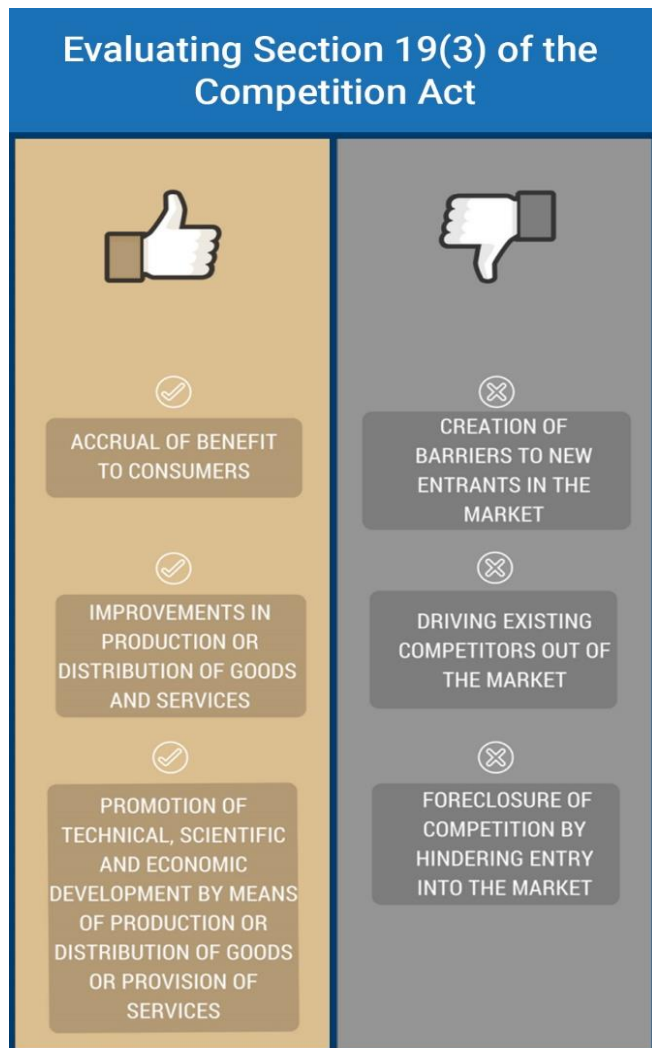 Evaluating Section 19(3) of the
Competition Act
ACCRUAL OF BENEFIT
TO CONSUMERS
IMPROVEMENTS IN
PRODUCTION OR
DISTRIBUTION OF GOODS
AND SERVICES
PROMOTION OF
TECHNICAL, SCIENTIFIC
AND ECONOMIC
DEVELOPMENT BY MEANS
OF PRODUCTION OR
DISTRIBUTION OF GOODS
OR PROVISION OF
SERVICES
CREATION OF
BARRIERS TO NEW
ENTRANTS IN THE
MARKET
DRIVING EXISTING
COMPETITORS OUT OF
THE MARKET
FORECLOSURE OF
COMPETITION BY
HINDERING ENTRY
INTO THE MARKET